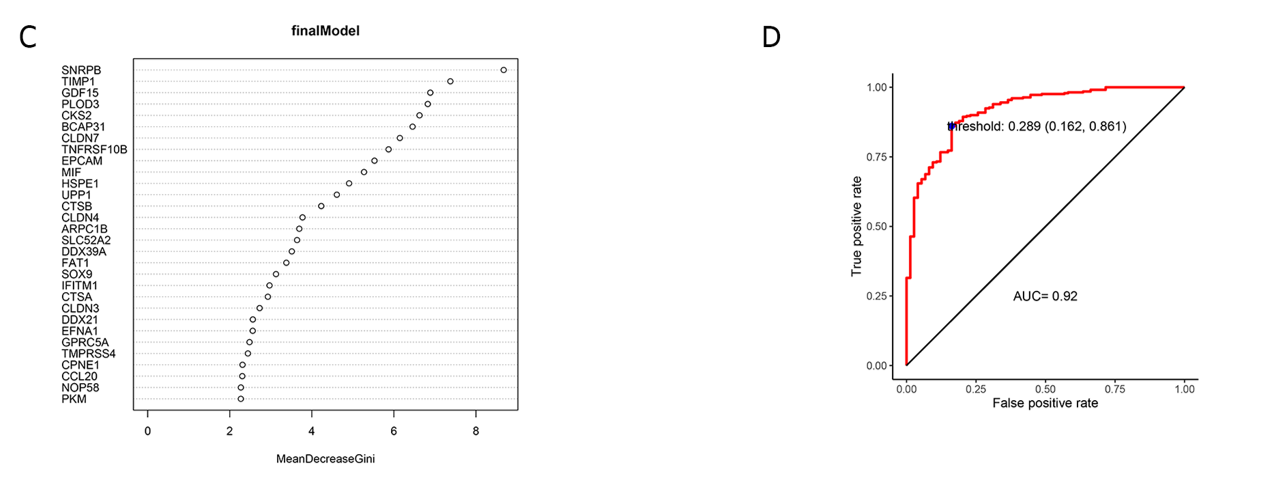 C
finalModel
SNRPB
TIMP1
GDF15
PLOD3
CKS2
BCAP31
CLDN7
TNFRSF10B
EPCAM
MIF
HSPE1
UPP1
CTSB
CLDN4
ARPC1B
SLC52A2
DDX39A
FAT1
SOX9
IFITM1
CTSA
CLDN3
DDX21
EFNA1
GPRC5A
TMPRSS4
CPNE1
CCL20
NOP58
PKM
0 2 4 6 8
MeanDecreaseGini
D
True positive rate
1.00
0.75
0.50
0.25
0.00
threshold: 0.289 (0.162, 0.861)
AUC= 0.92
0.00 0.25 0.50 0.75 1.00
False positive rate